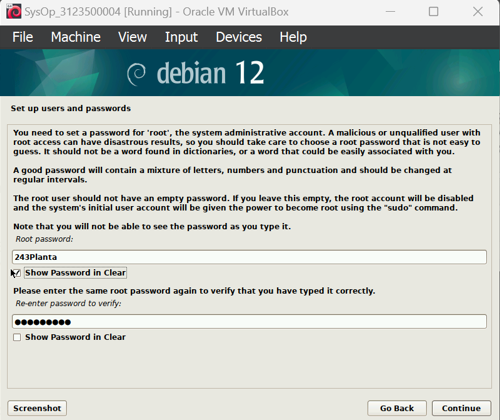 SysOp_3123500004 [Running] - Oracle VM VirtualBox
File Machine View Input Devices Help
debian 12
Set up users and passwords
You need to set a password for 'root', the system administrative account. A malicious or unqualified user with
root access can have disastrous results, so you should take care to choose a root password that is not easy to
guess. It should not be a word found in dictionaries, or a word that could be easily associated with you.
A good password will contain a mixture of letters, numbers and punctuation and should be changed at
regular intervals.
The root user should not have an empty password. If you leave this empty, the root account will be disabled
and the system's initial user account will be given the power to become root using the "sudo" command.
Note that you will not be able to see the password as you type it.
Root password:
243Planta
Show Password in Clear
Please enter the same root password again to verify that you have typed it correctly.
Re-enter password to verify:
●●●●●●●●●
Show Password in Clear
Screenshot Go Back Continue